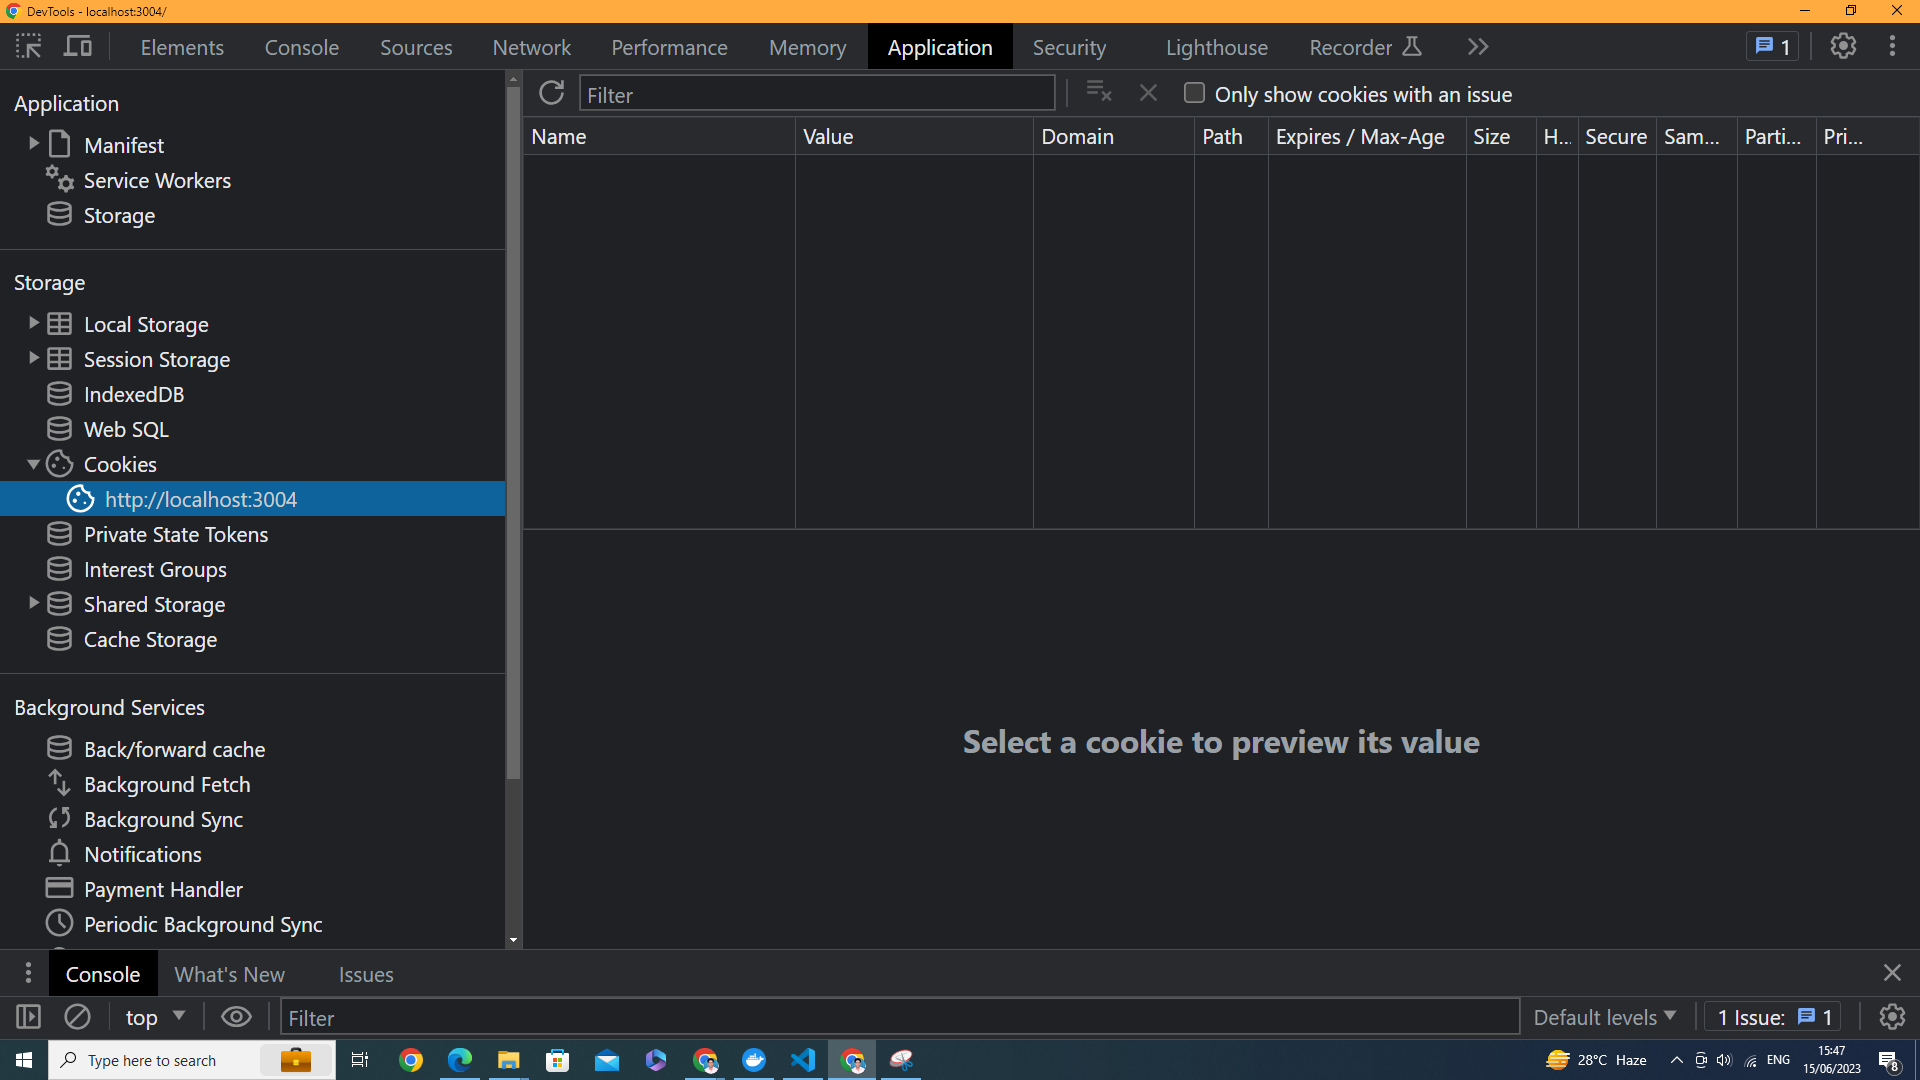 DevTools - localhost:3004/
Elements Console Sources Network Performance Memory Application Security Lighthouse Recorder 1
Application
Manifest
Service Workers
Storage
Storage
Local Storage
Session Storage
IndexedDB
Web SQL
Cookies
http://localhost:3004
Private State Tokens
Interest Groups
Shared Storage
Cache Storage
Background Services
Back/forward cache
Background Fetch
Background Sync
Notifications
Payment Handler
Periodic Background Sync
Filter Only show cookies with an issue
Name Value Domain Path Expires / Max-Age Size H... Secure Sam... Parti... Pri...
Select a cookie to preview its value
Console What's New Issues
top Filter Default levels 1 Issue: 1
Type here to search 28°C Haze ENG 15:47
15/06/2023 8